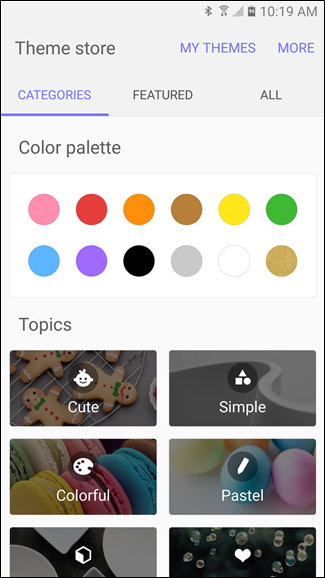 10:19 AM
Theme store MY THEMES MORE
CATEGORIES FEATURED ALL
Color palette
Topics
Cute Simple
Colorful Pastel